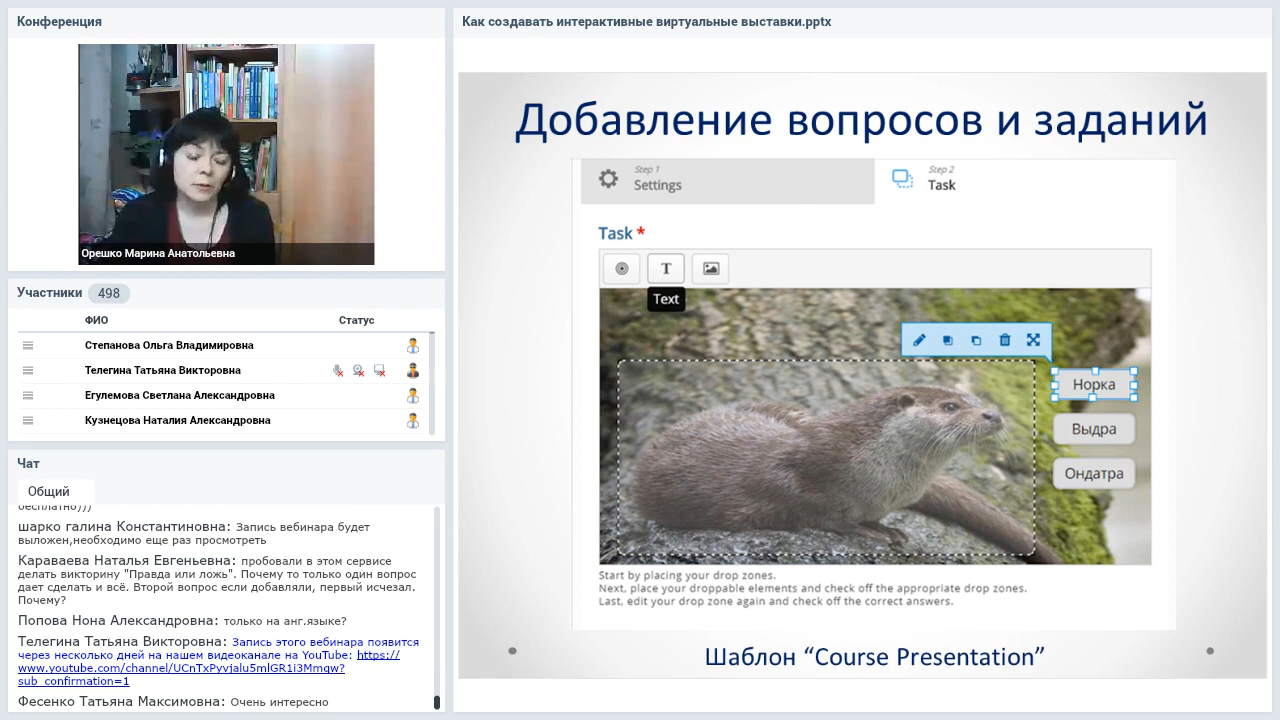 Конференция
Орешко Марина Анатольевна
Участники 498
ФИО Статус
Степанова Ольга Владимировна
Телегина Татьяна Викторовна
Егулемова Светлана Александровна
Кузнецова Наталия Александровна
Чат
Общий
бесплатно)))
шарко галина Константиновна: Запись вебинара будет
выложен,необходимо еще раз просмотреть
Караваева Наталья Евгеньевна: пробовали в этом сервисе
делать викторину "Правда или ложь". Почему то только один вопрос
дает сделать и всё. Второй вопрос если добавляли, первый исчезал.
Почему?
Попова Нона Александровна: только на анг.языке?
Телегина Татьяна Викторовна: Запись этого вебинара появится
через несколько дней на нашем видеоканале на YouTube: https://
www.youtube.com/channel/UCnTxPyvjalu5mlGR1i3Mmqw?
sub_confirmation=1
Фесенко Татьяна Максимовна: Очень интересно
Как создавать интерактивные виртуальные выставки.pptx
Добавление вопросов и заданий
Step 1
Settings
Step 2
Task
Task *
T
Text
Норка
Выдра
Ондатра
Start by placing your drop zones.
Next, place your droppable elements and check off the appropriate drop zones.
Last, edit your drop zone again and check off the correct answers.
Шаблон “Course Presentation”